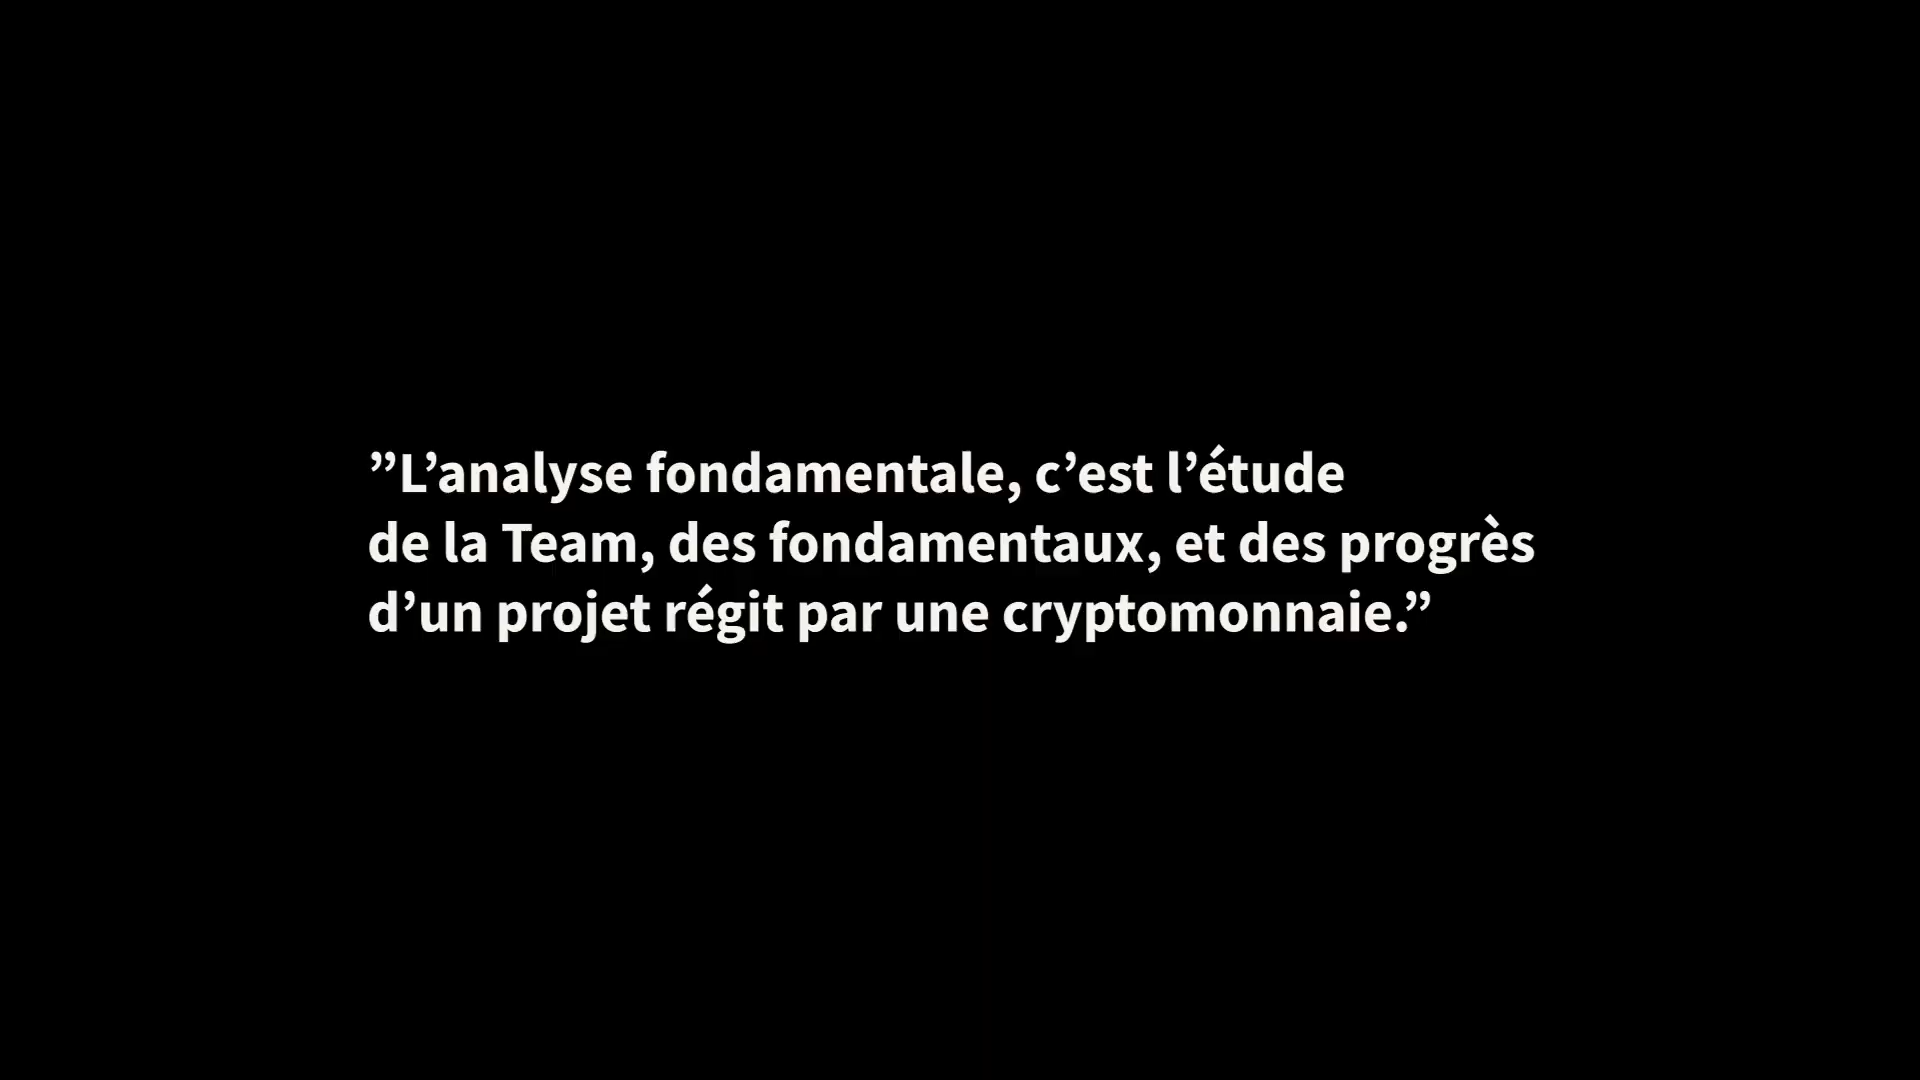 ”L’analyse fondamentale, c’est l’étude
de la Team, des fondamentaux, et des progrès
d’un projet régit par une cryptomonnaie.”